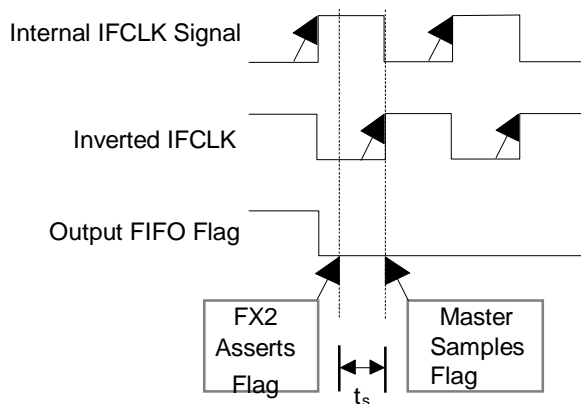 Internal IFCLK Signal
Inverted IFCLK
Output FIFO Flag
FX2
Asserts
Flag
Master
Samples
Flag
ts